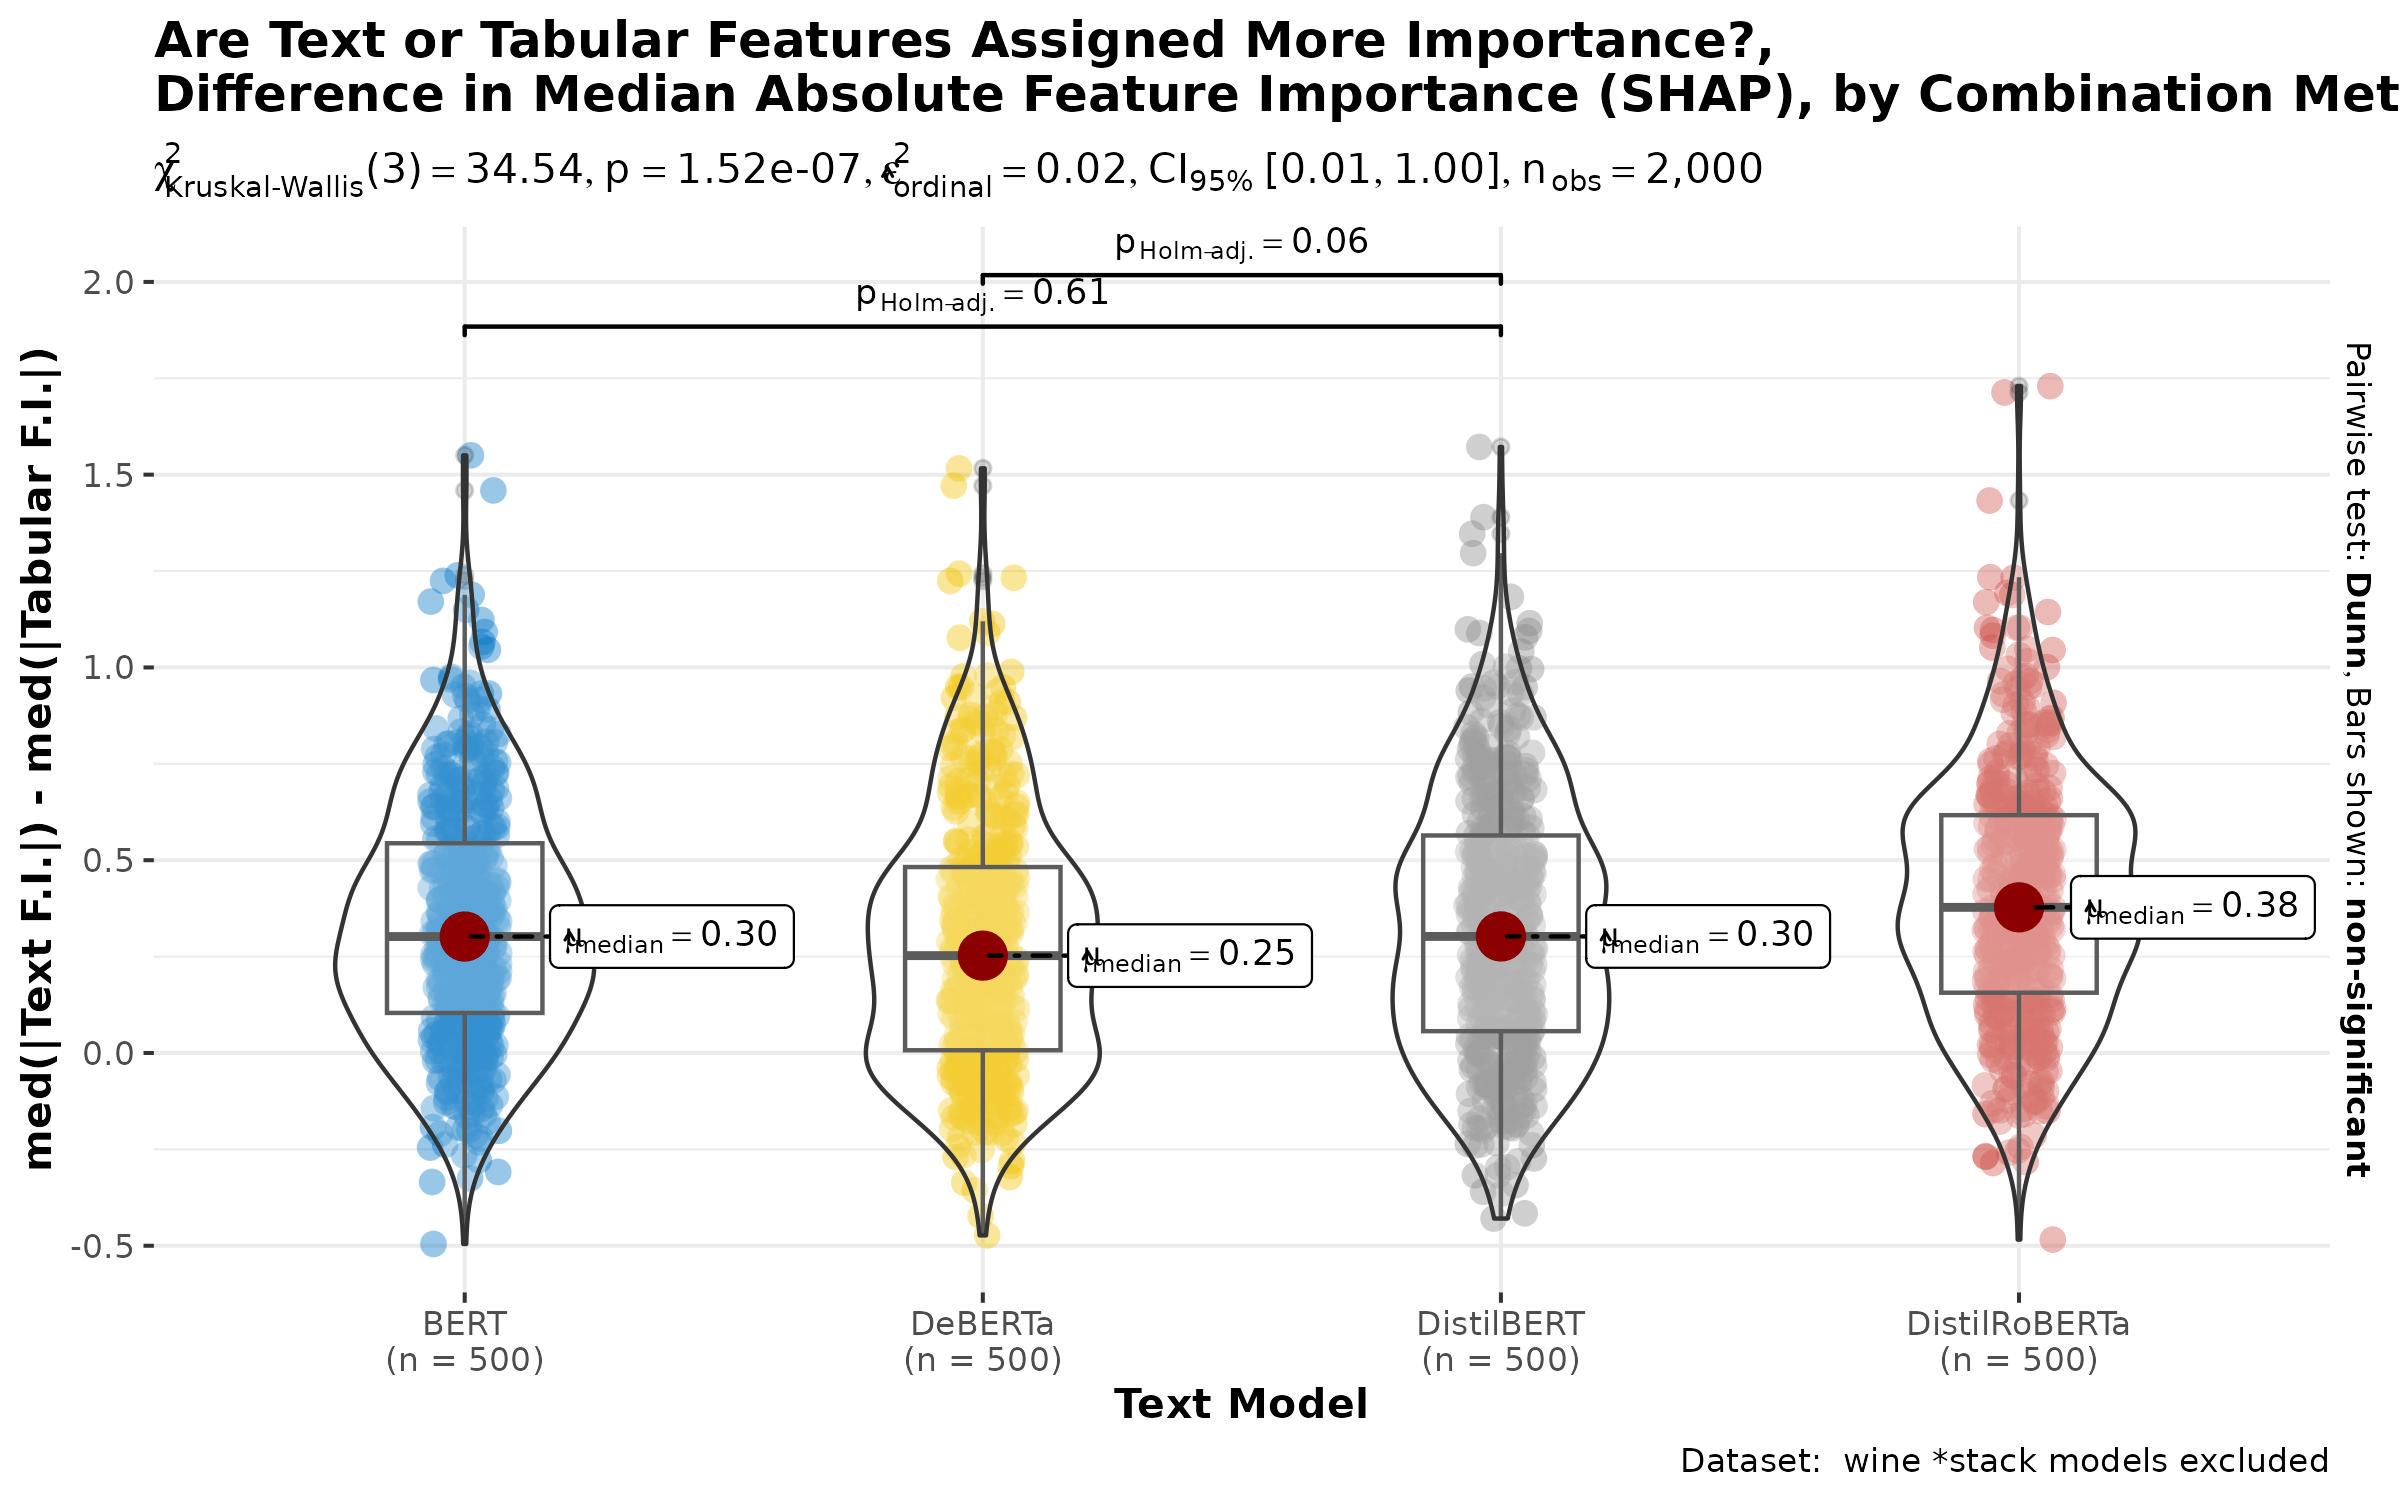 Are Text or Tabular Features Assigned More Importance?,
Difference in Median Absolute Feature Importance (SHAP), by Combination Met
χ²Kruskal-Wallis(3) = 34.54, p = 1.52e-07, ε̂²ordinal = 0.02, CI95% [0.01, 1.00], nobs = 2,000
pHolm-adj. = 0.06
pHolm-adj. = 0.61
2.0
1.5
1.0
0.5
0.0
-0.5
med(|Text F.I.|) - med(|Tabular F.I.|)
μ̂median = 0.30
μ̂median = 0.25
μ̂median = 0.30
μ̂median = 0.38
Pairwise test: Dunn, Bars shown: non-significant
BERT
(n = 500)
DeBERTa
(n = 500)
DistilBERT
(n = 500)
DistilRoBERTa
(n = 500)
Text Model
Dataset:  wine *stack models excluded